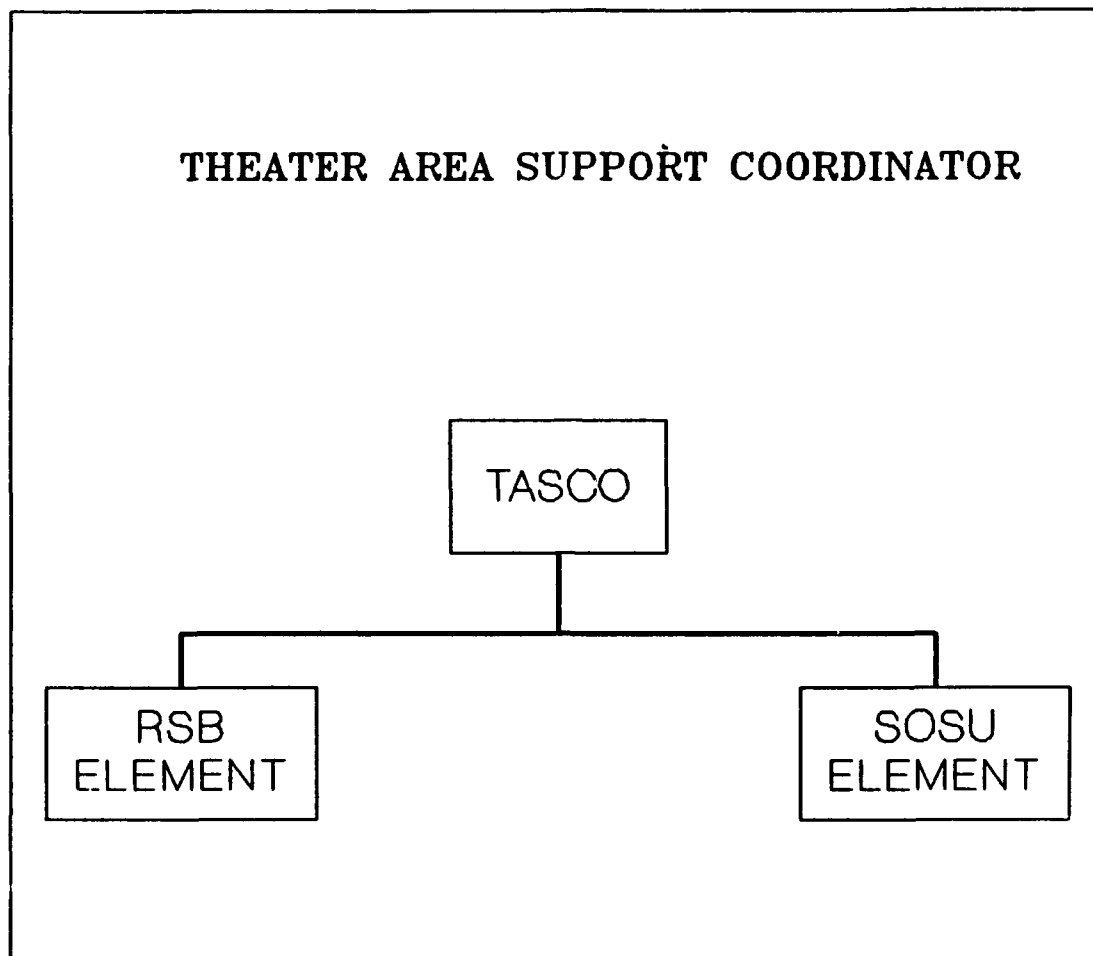 THEATER AREA SUPPORT COORDINATOR
TASCO
RSB
ELEMENT
SOSU
ELEMENT